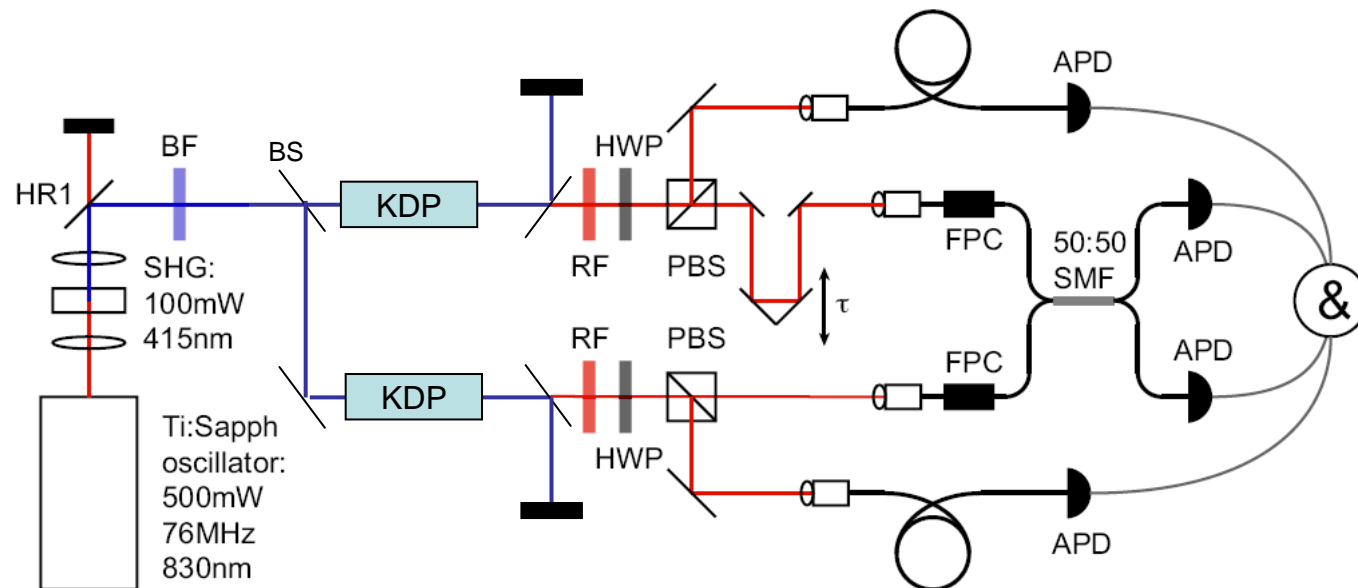 APD
BF
BS
HWP
HR1
KDP
RF
PBS
FPC
50:50
SMF
APD
SHG:
100mW
415nm
τ
&
RF
PBS
FPC
APD
KDP
HWP
Ti:Sapph
oscillator:
500mW
76MHz
830nm
APD